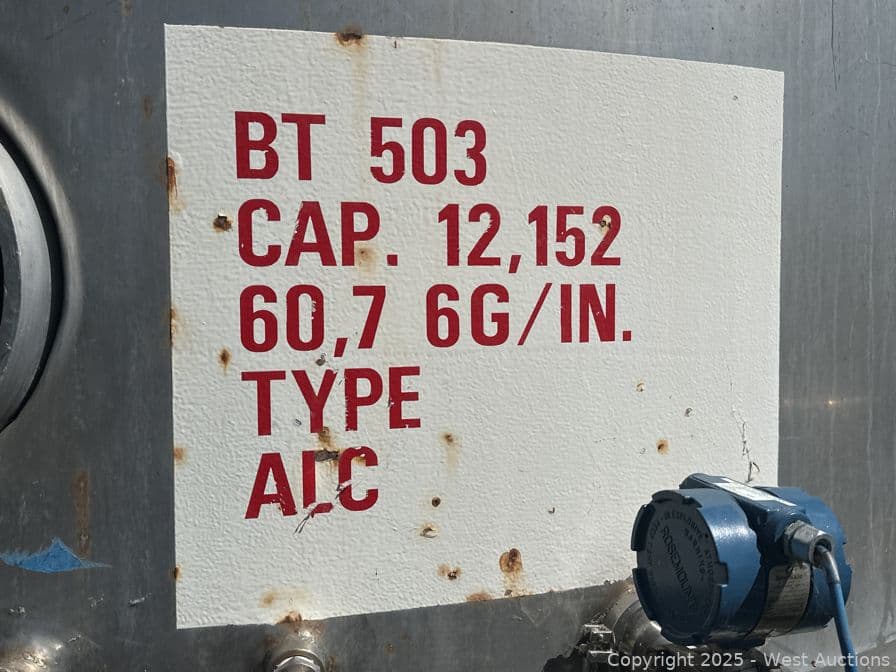 BT 503
CAP. 12,152
60,7 6G/IN.
TYPE
ALC
ROSEMOUNT
Copyright 2025 - West Auctions